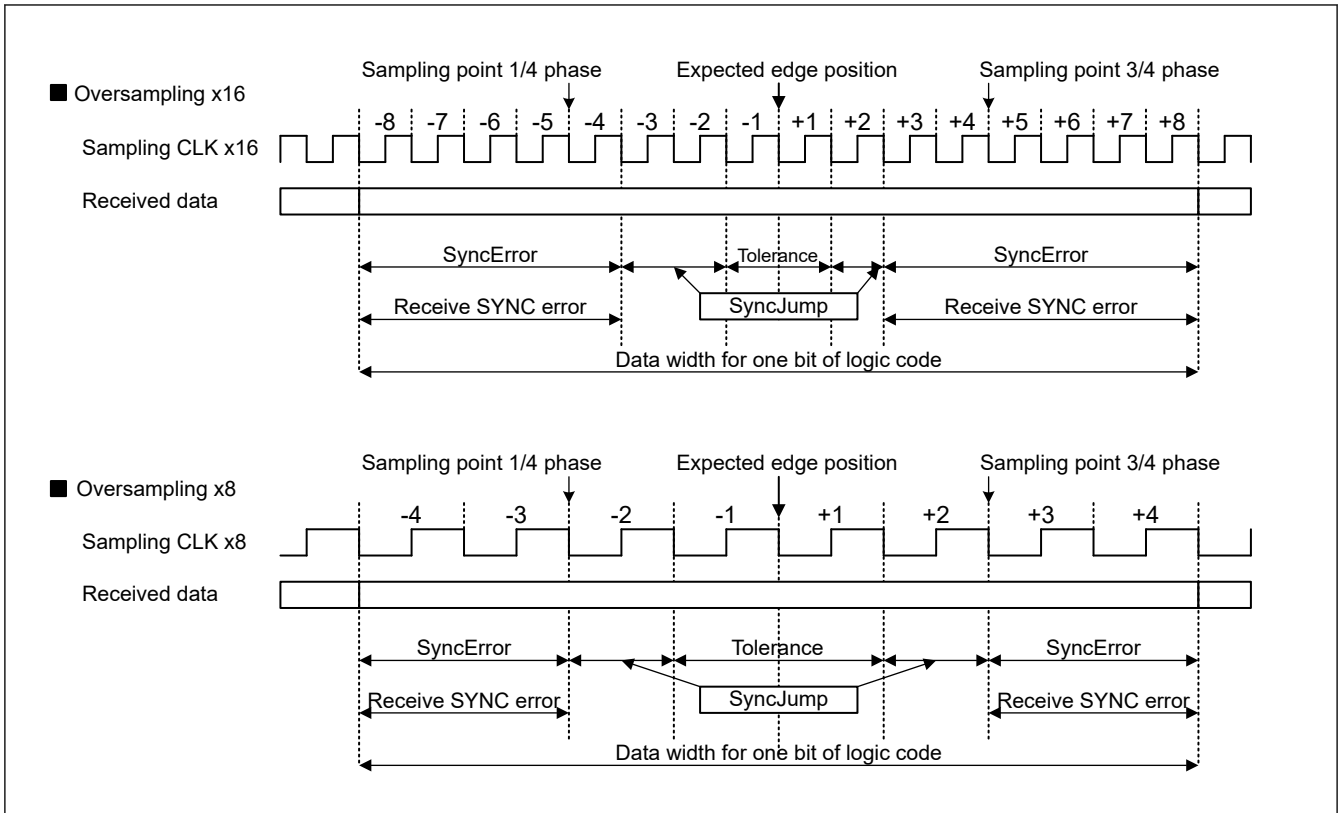 Sampling point 1/4 phase Expected edge position Sampling point 3/4 phase
■ Oversampling x16
-8 -7 -6 -5 -4 -3 -2 -1 +1 +2 +3 +4 +5 +6 +7 +8
Sampling CLK x16
Received data
SyncError Tolerance SyncError
Receive SYNC error SyncJump Receive SYNC error
Data width for one bit of logic code
Sampling point 1/4 phase Expected edge position Sampling point 3/4 phase
■ Oversampling x8
-4 -3 -2 -1 +1 +2 +3 +4
Sampling CLK x8
Received data
SyncError Tolerance SyncError
Receive SYNC error SyncJump Receive SYNC error
Data width for one bit of logic code